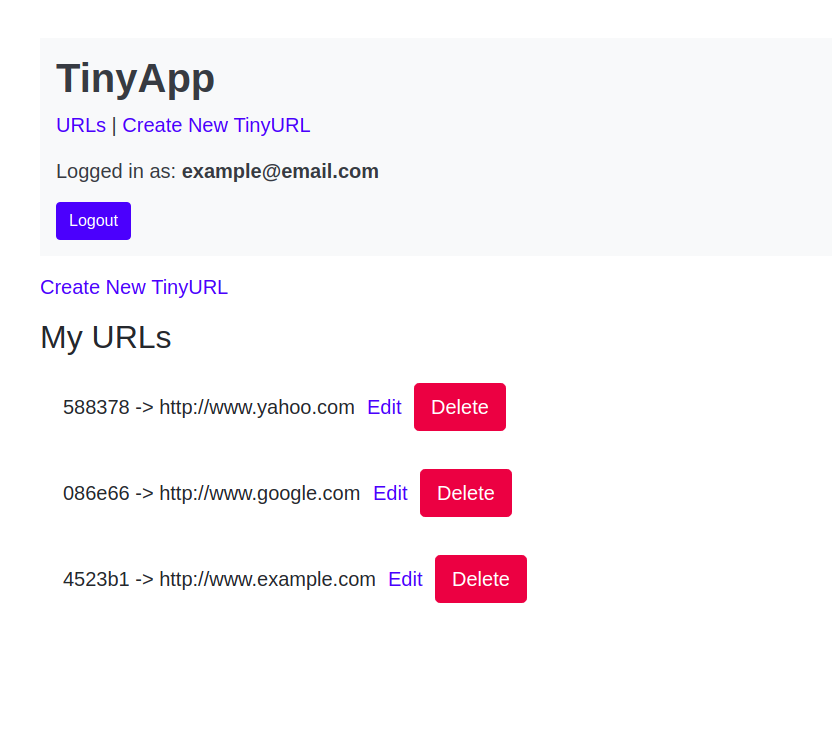 TinyApp
URLs | Create New TinyURL
Logged in as: example@email.com
Logout
Create New TinyURL
My URLs
588378 -> http://www.yahoo.com Edit Delete
086e66 -> http://www.google.com Edit Delete
4523b1 -> http://www.example.com Edit Delete